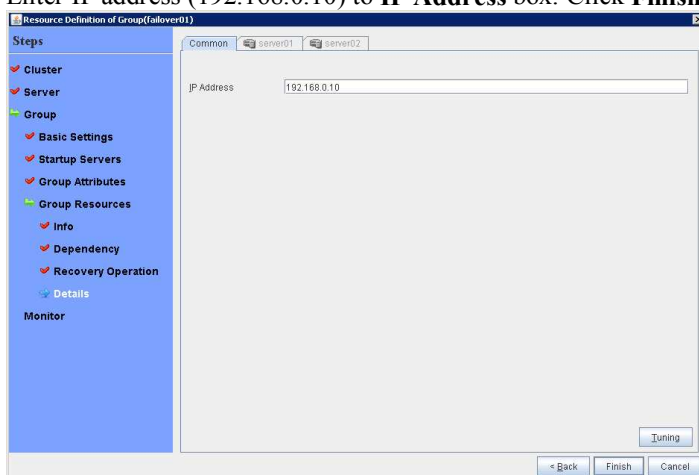 Enter IP address (192.168.0.10) to IP Address box. Click Finish
Resource Definition of Group(failover01)
Steps
Common server01 server02
Cluster
Server
IP Address 192.168.0.10
Group
Basic Settings
Startup Servers
Group Attributes
Group Resources
Info
Dependency
Recovery Operation
Details
Monitor
Tuning
< Back Finish Cancel